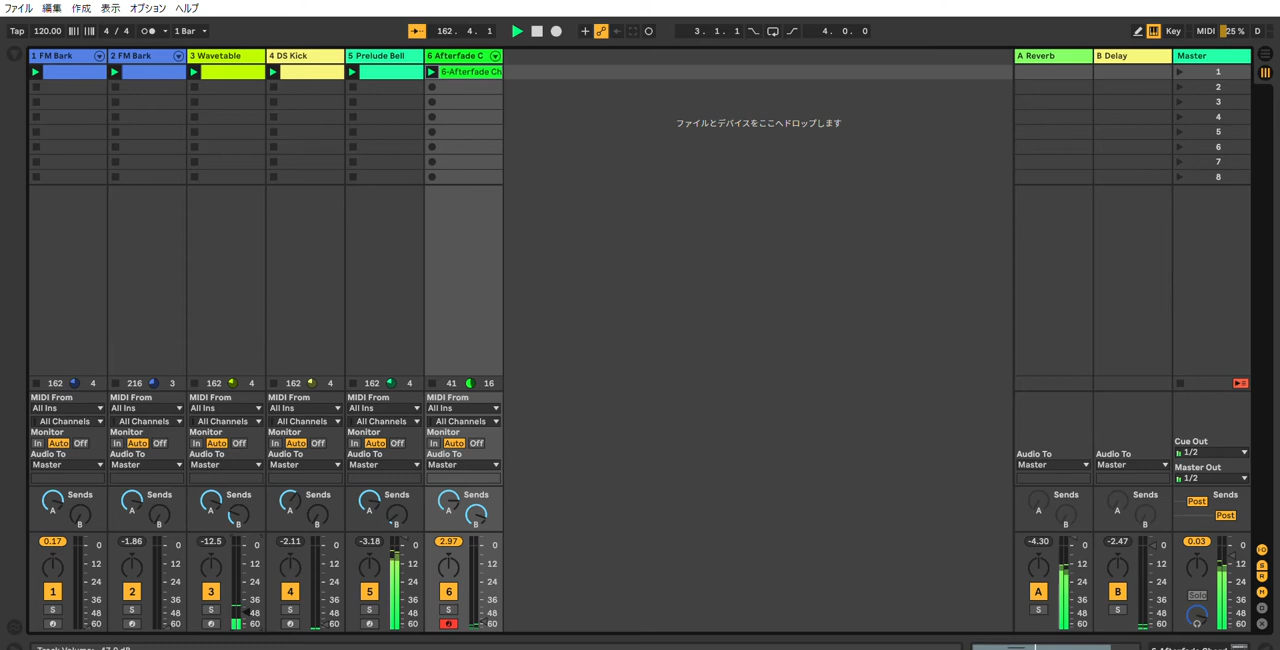 ファイル 編集 作成 表示 オプション ヘルプ
Tap 120.00 4 / 4 1 Bar 162. 4. 1 3. 1. 1 4. 0. 0 Key MIDI 25 % D
1 FM Bark 2 FM Bark 3 Wavetable 4 DS Kick 5 Prelude Bell 6 Afterfade C A Reverb B Delay Master
6-Afterfade Ch 1
2
3
4
ファイルとデバイスをここへドロップします
5
6
7
8
162 4 216 3 162 4 162 4 162 4 41 16
MIDI From MIDI From MIDI From MIDI From MIDI From MIDI From
All Ins All Ins All Ins All Ins All Ins All Ins
All Channels All Channels All Channels All Channels All Channels All Channels
Monitor Monitor Monitor Monitor Monitor Monitor Cue Out
In Auto Off In Auto Off In Auto Off In Auto Off In Auto Off In Auto Off 1/2
Audio To Audio To Audio To Audio To Audio To Audio To Audio To Audio To
Master Master Master Master Master Master Master Master Master Out
1/2
Sends Sends Sends Sends Sends Sends Sends Sends Sends
Post
A A A A A A A A
B B B B B B B B Post
0.17 0 -1.86 0 -12.5 0 -2.11 0 -3.18 0 2.97 0 -4.30 0 -2.47 0 0.03 0
12 12 12 12 12 12 12 12 12
24 24 24 24 24 24 24 24 24
1 2 3 4 5 6 A B Solo
36 36 36 36 36 36 36 36 36
S S S S S S S S
48 48 48 48 48 48 48 48 48
60 60 60 60 60 60 60 60 60